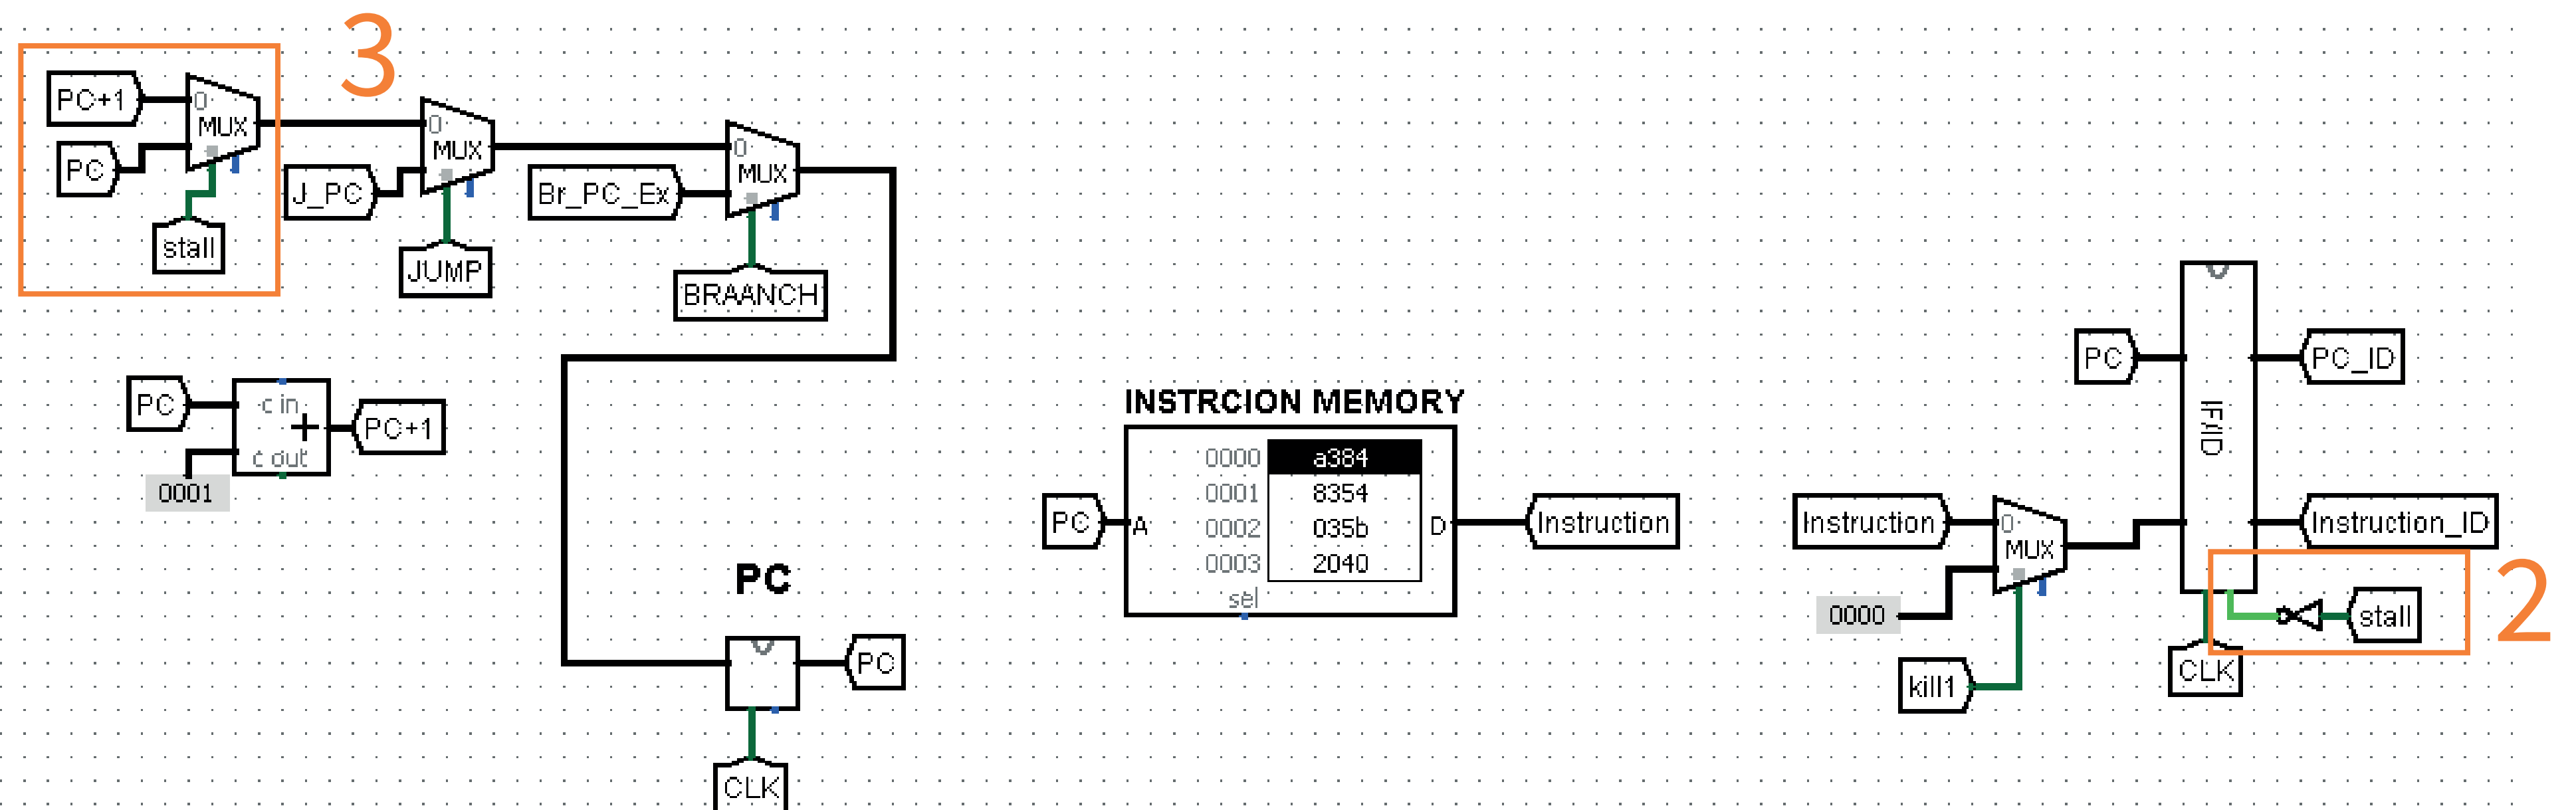 3
PC+1
0
MUX
PC
stall
0
MUX
J_PC
JUMP
0
MUX
Br_PC_Ex
BRAANCH
PC
c in
+
c out
PC+1
0001
PC
PC
CLK
INSTRCION MEMORY
PC
A
0000 a384
0001 8354
0002 035b
0003 2040
D
sel
Instruction
PC
IF/ID
PC_ID
Instruction
0
MUX
Instruction_ID
0000
kill1
CLK
stall
2